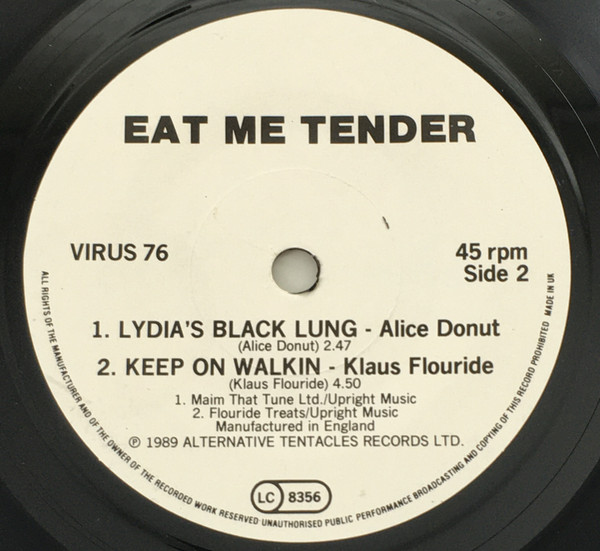 EAT ME TENDER
VIRUS 76
45 rpm
Side 2
1. LYDIA'S BLACK LUNG - Alice Donut
(Alice Donut) 2.47
2. KEEP ON WALKIN - Klaus Flouride
(Klaus Flouride) 4.50
1. Maim That Tune Ltd./Upright Music
2. Flouride Treats/Upright Music
Manufactured in England
℗ 1989 ALTERNATIVE TENTACLES RECORDS LTD.
LC 8356
ALL RIGHTS OF THE MANUFACTURER AND OF THE OWNER OF THE RECORDED WORK RESERVED UNAUTHORISED PUBLIC PERFORMANCE BROADCASTING AND COPYING OF THIS RECORD PROHIBITED MADE IN UK